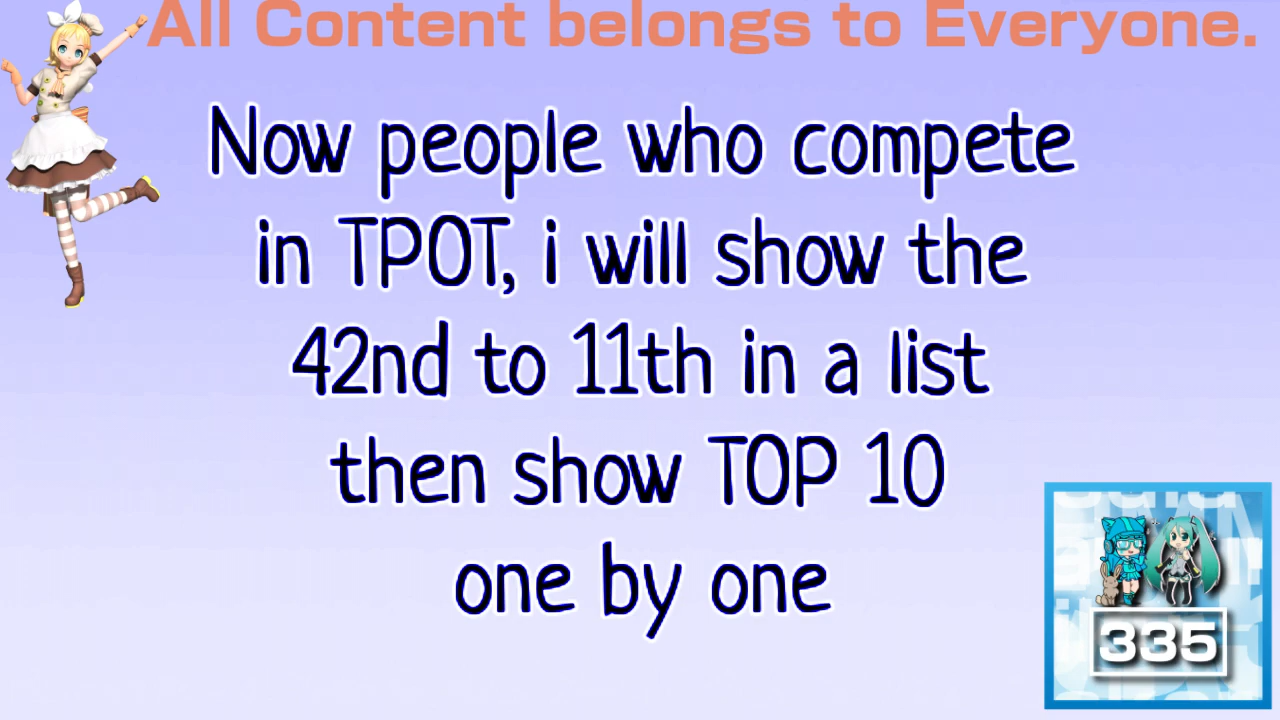 All Content belongs to Everyone.
Now people who compete
in TPOT, i will show the
42nd to 11th in a list
then show TOP 10
one by one
335